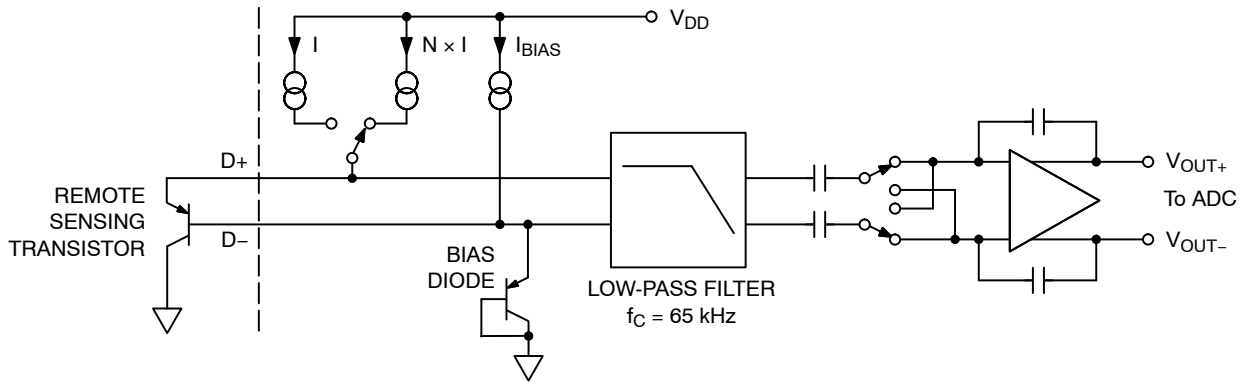 V_DD
I
N × I
I_BIAS
D+
REMOTE
SENSING
TRANSISTOR
D−
BIAS
DIODE
LOW-PASS FILTER
f_C = 65 kHz
V_OUT+
To ADC
V_OUT−